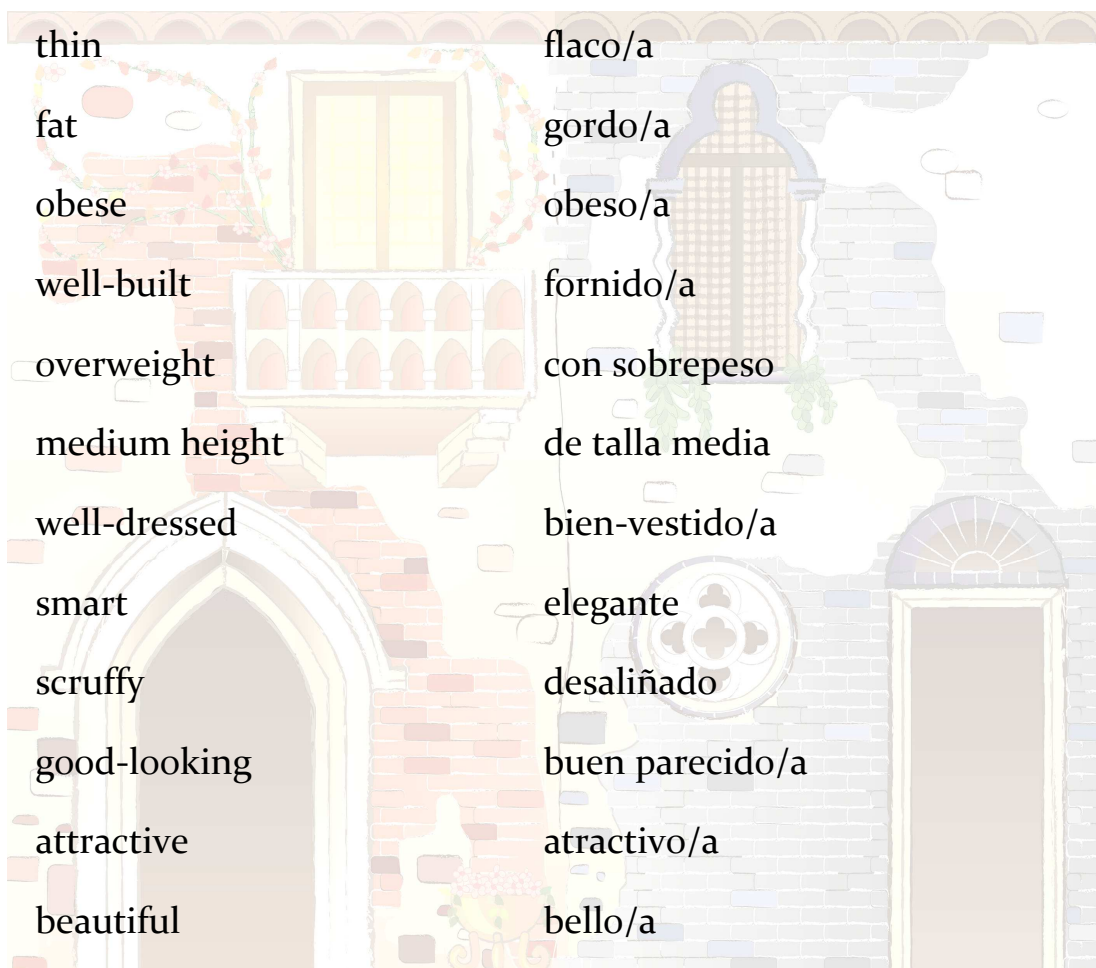 thin flaco/a
fat gordo/a
obese obeso/a
well-built fornido/a
overweight con sobrepeso
medium height de talla media
well-dressed bien-vestido/a
smart elegante
scruffy desaliñado
good-looking buen parecido/a
attractive atractivo/a
beautiful bello/a